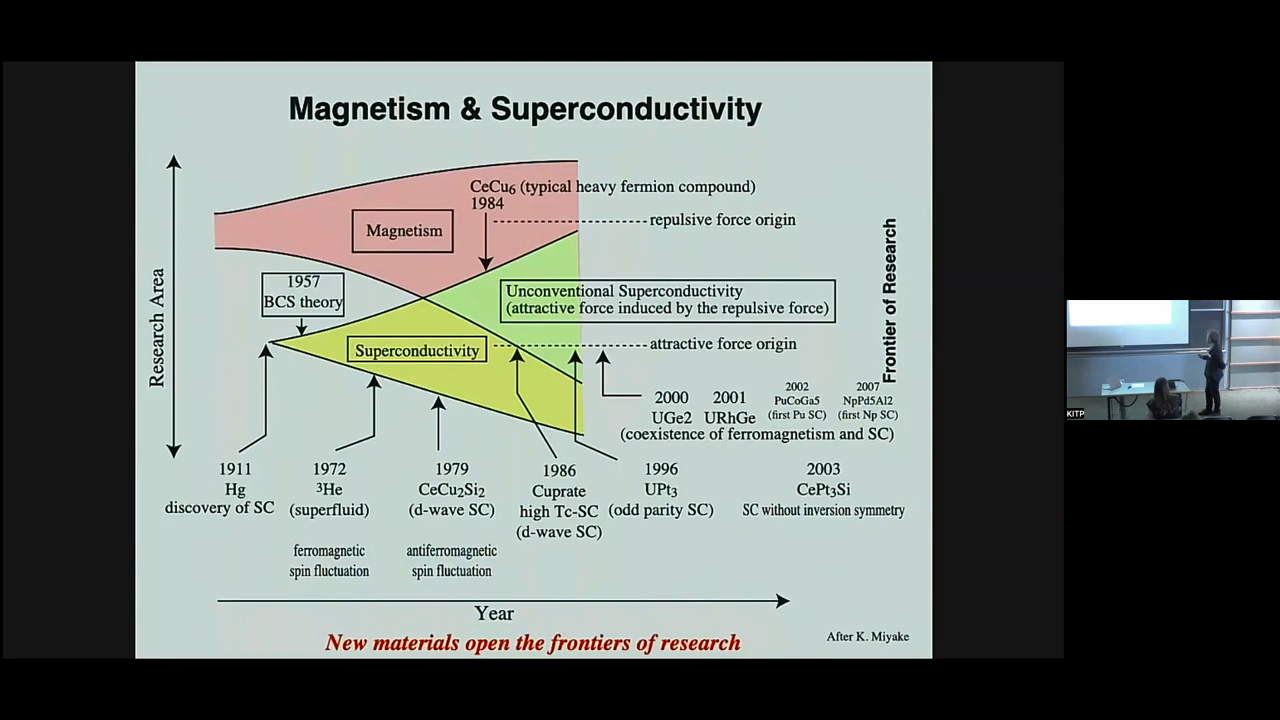 Magnetism & Superconductivity
CeCu6 (typical heavy fermion compound)
1984
repulsive force origin
Magnetism
1957
BCS theory
Unconventional Superconductivity
(attractive force induced by the repulsive force)
Superconductivity
attractive force origin
Research Area
Frontier of Research
2000
UGe2
2001
URhGe
2002
PuCoGa5
(first Pu SC)
2007
NpPd5Al2
(first Np SC)
(coexistence of ferromagnetism and SC)
1911
Hg
discovery of SC
1972
³He
(superfluid)
ferromagnetic
spin fluctuation
1979
CeCu₂Si₂
(d-wave SC)
antiferromagnetic
spin fluctuation
1986
Cuprate
high Tc-SC
(d-wave SC)
1996
UPt₃
(odd parity SC)
2003
CePt₃Si
SC without inversion symmetry
Year
New materials open the frontiers of research
After K. Miyake
KITP